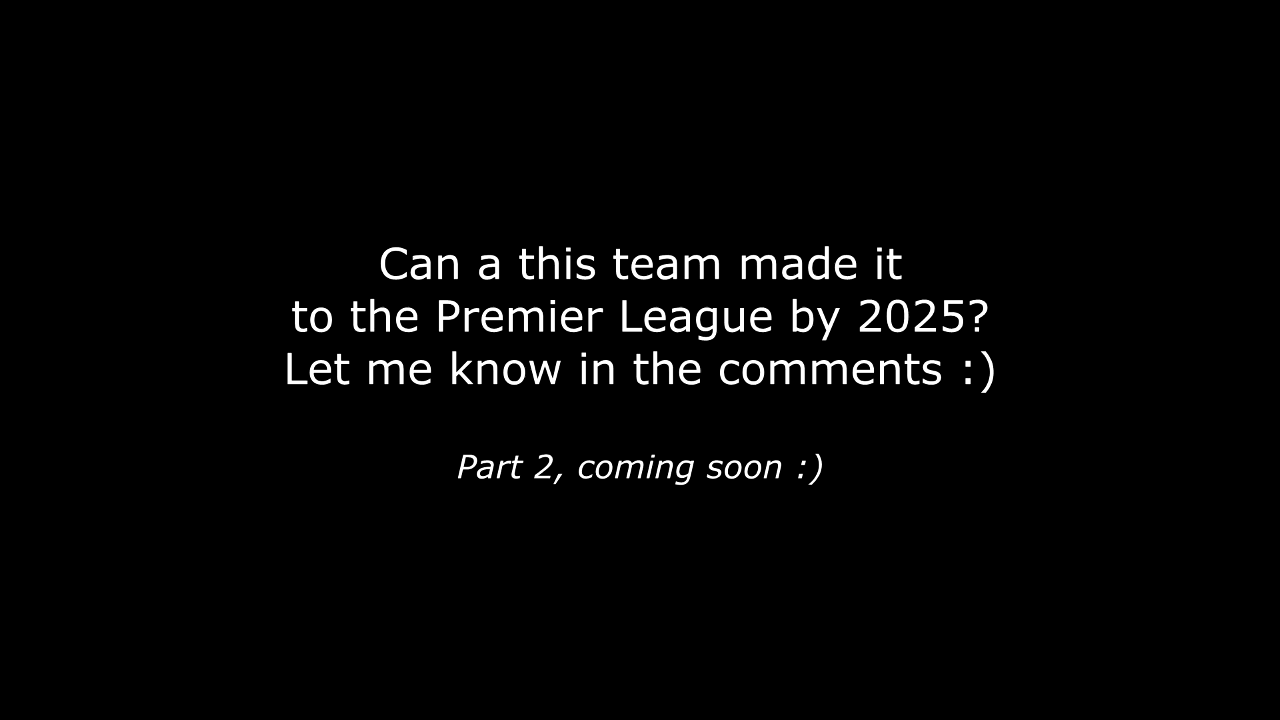 Can a this team made it
to the Premier League by 2025?
Let me know in the comments :)
Part 2, coming soon :)